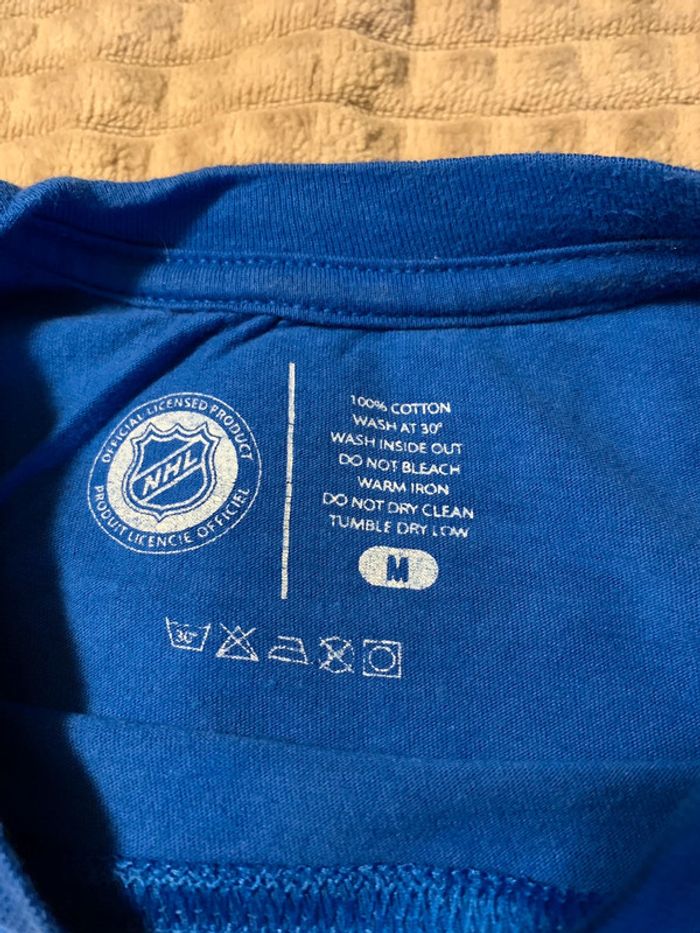 OFFICIAL LICENSED PRODUCT
NHL
PRODUIT LICENCIE OFFICIEL
100% COTTON
WASH AT 30°
WASH INSIDE OUT
DO NOT BLEACH
WARM IRON
DO NOT DRY CLEAN
TUMBLE DRY LOW
M
30°